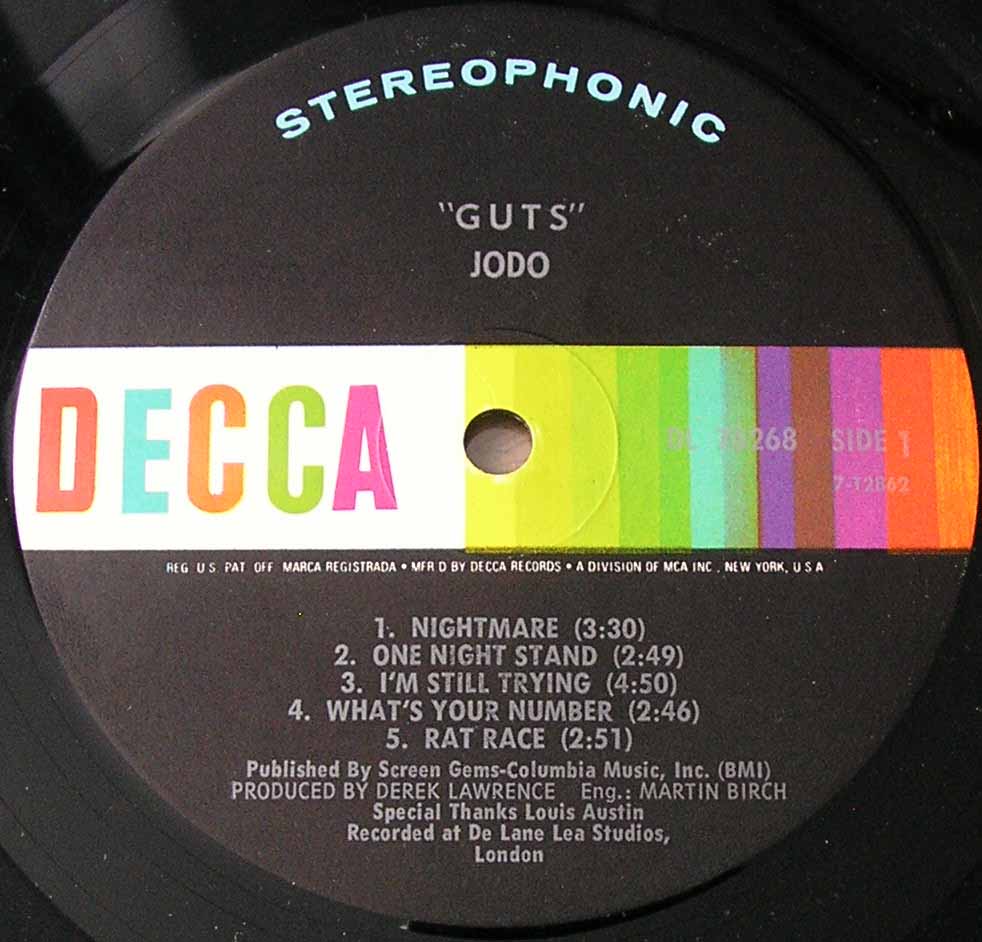 STEREOPHONIC
"GUTS"
JODO
DECCA
DL 75268 SIDE 1
7-12862
REG. U.S. PAT. OFF. MARCA REGISTRADA • MFR'D BY DECCA RECORDS • A DIVISION OF MCA INC., NEW YORK, U.S.A.
1. NIGHTMARE (3:30)
2. ONE NIGHT STAND (2:49)
3. I'M STILL TRYING (4:50)
4. WHAT'S YOUR NUMBER (2:46)
5. RAT RACE (2:51)
Published By Screen Gems-Columbia Music, Inc. (BMI)
PRODUCED BY DEREK LAWRENCE Eng.: MARTIN BIRCH
Special Thanks Louis Austin
Recorded at De Lane Lea Studios,
London